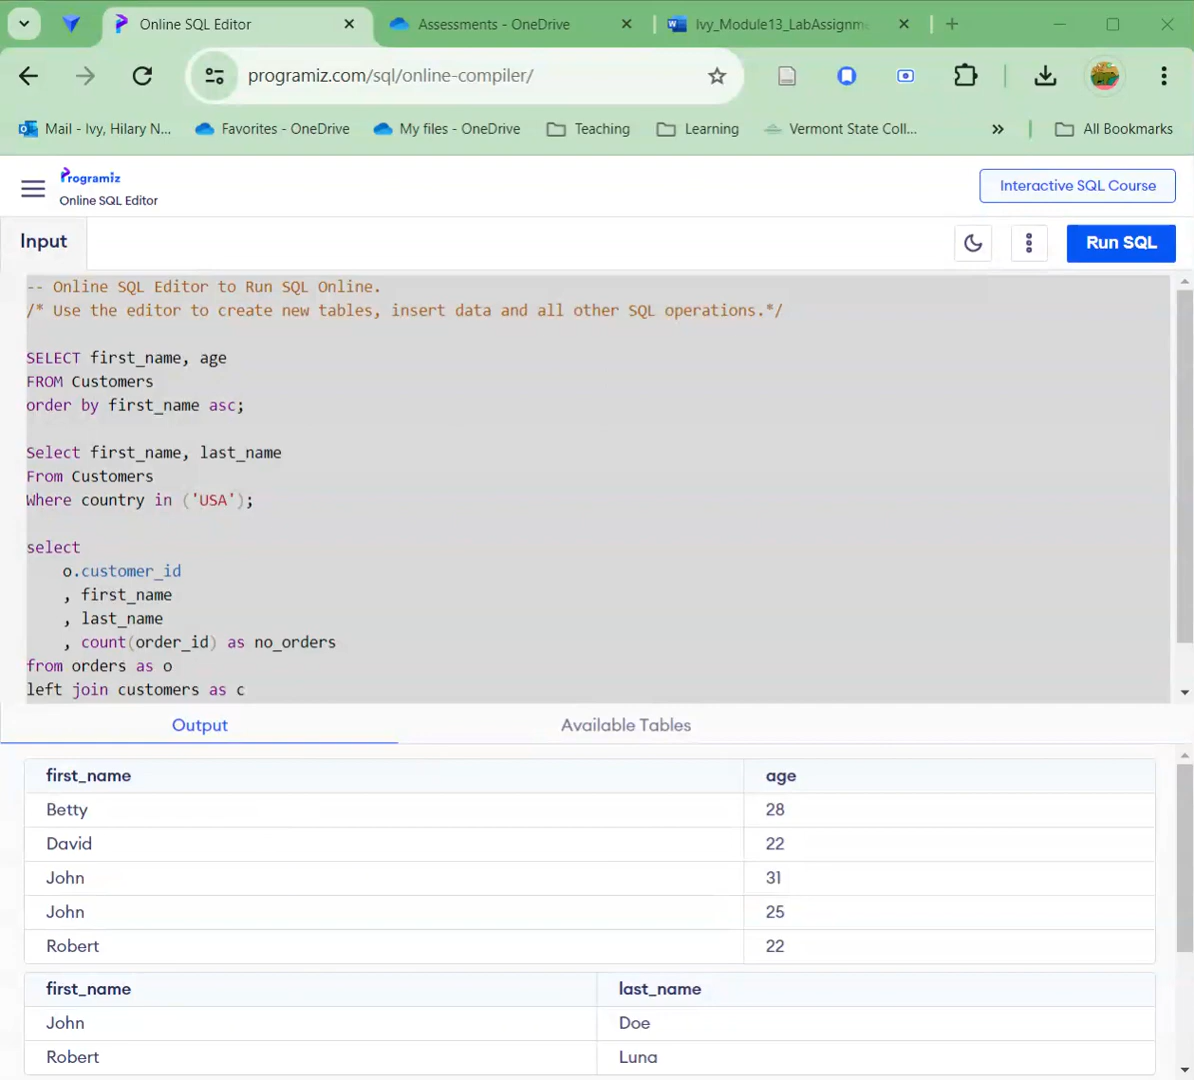 Online SQL Editor
Assessments - OneDrive
Ivy_Module13_LabAssignm
programiz.com/sql/online-compiler/
Mail - Ivy, Hilary N...
Favorites - OneDrive
My files - OneDrive
Teaching
Learning
Vermont State Coll...
»
All Bookmarks
Programiz
Online SQL Editor
Interactive SQL Course
Input
Run SQL
-- Online SQL Editor to Run SQL Online.
/* Use the editor to create new tables, insert data and all other SQL operations.*/
SELECT first_name, age
FROM Customers
order by first_name asc;
Select first_name, last_name
From Customers
Where country in ('USA');
select
o.customer_id
, first_name
, last_name
, count(order_id) as no_orders
from orders as o
left join customers as c
Output
Available Tables
first_name age
Betty 28
David 22
John 31
John 25
Robert 22
first_name last_name
John Doe
Robert Luna